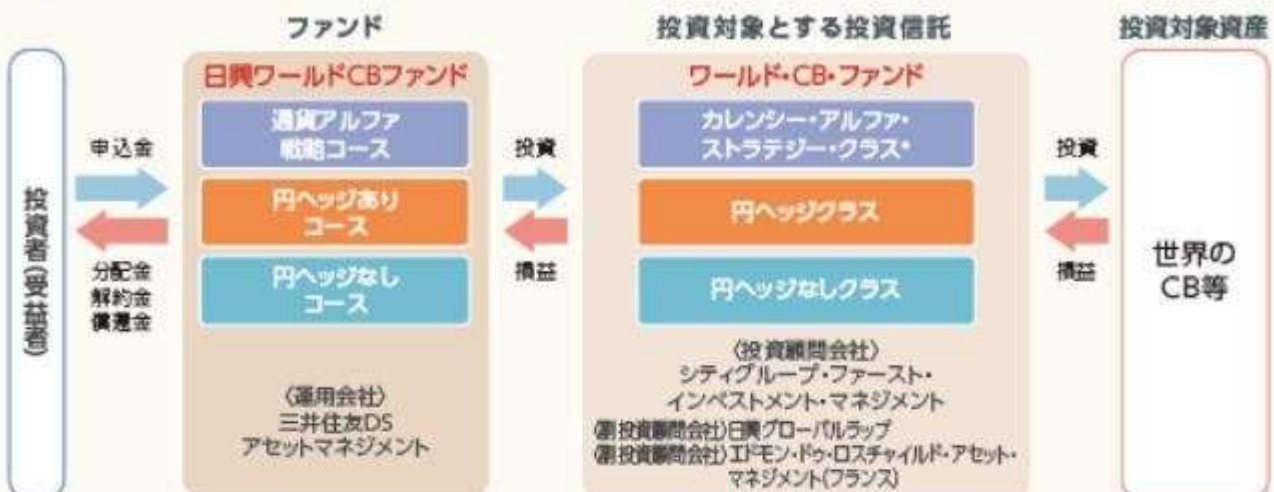 ファンド
投資対象とする投資信託
投資対象資産
投資者(受益者)
申込金
分配金
解約金
償還金
日興ワールドCBファンド
通貨アルファ
戦略コース
円ヘッジあり
コース
円ヘッジなし
コース
〈運用会社〉
三井住友DS
アセットマネジメント
投資
損益
ワールド・CB・ファンド
カレンシー・アルファ・
ストラテジー・クラス*
円ヘッジクラス
円ヘッジなしクラス
〈投資顧問会社〉
シティグループ・ファースト・
インベストメント・マネジメント
〈副投資顧問会社〉日興グローバルラップ
〈副投資顧問会社〉エドモン・ドゥ・ロスチャイルド・アセット・
マネジメント(フランス)
投資
損益
世界の
CB等